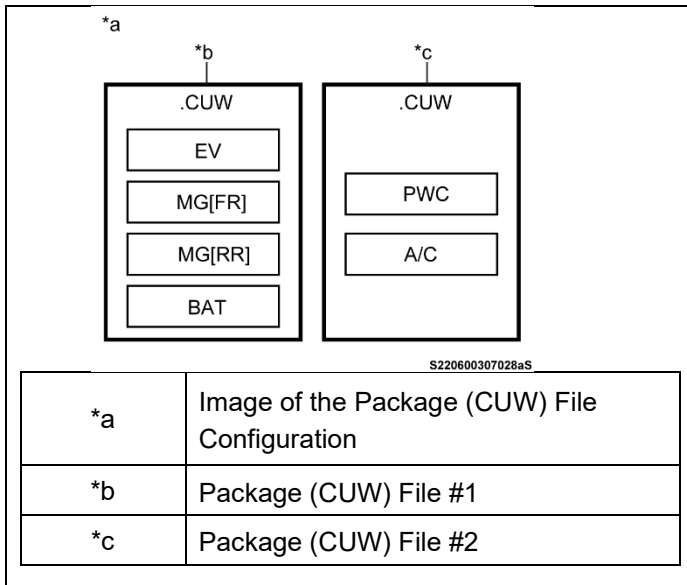 *a
*b
*c
.CUW
.CUW
EV
MG[FR]
MG[RR]
BAT
PWC
A/C
S220600307028aS
*a
Image of the Package (CUW) File
Configuration
*b
Package (CUW) File #1
*c
Package (CUW) File #2